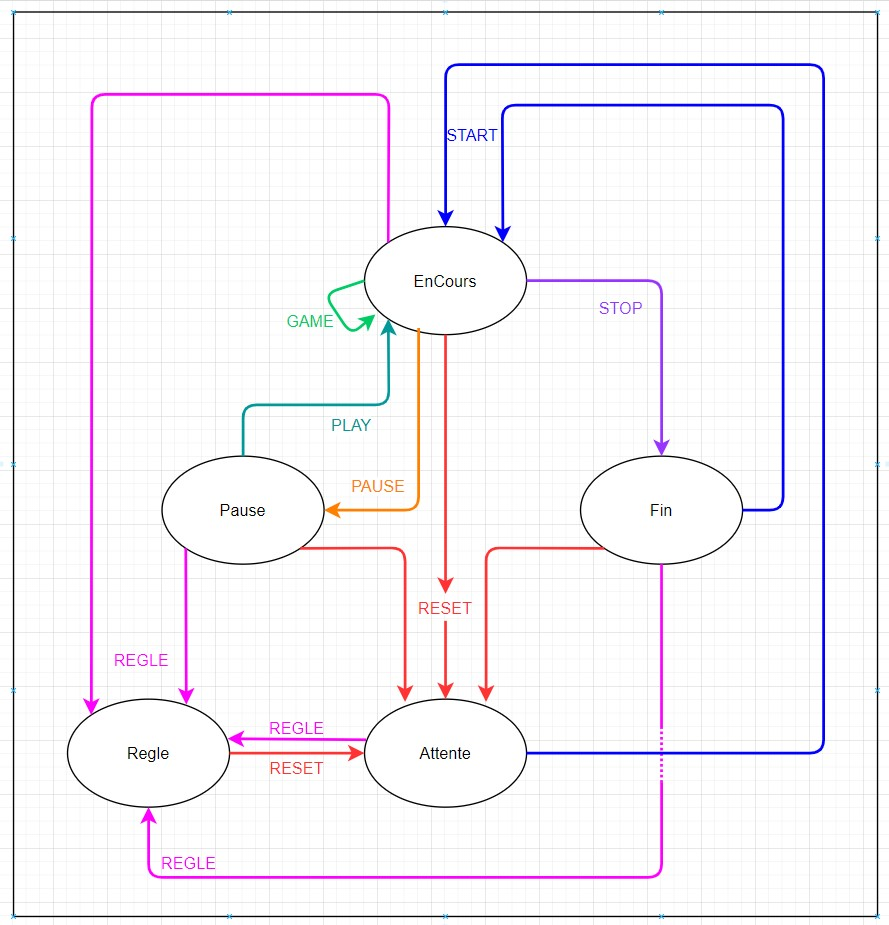 START
EnCours
STOP
GAME
PLAY
PAUSE
Pause
Fin
RESET
REGLE
REGLE
Regle
Attente
RESET
REGLE